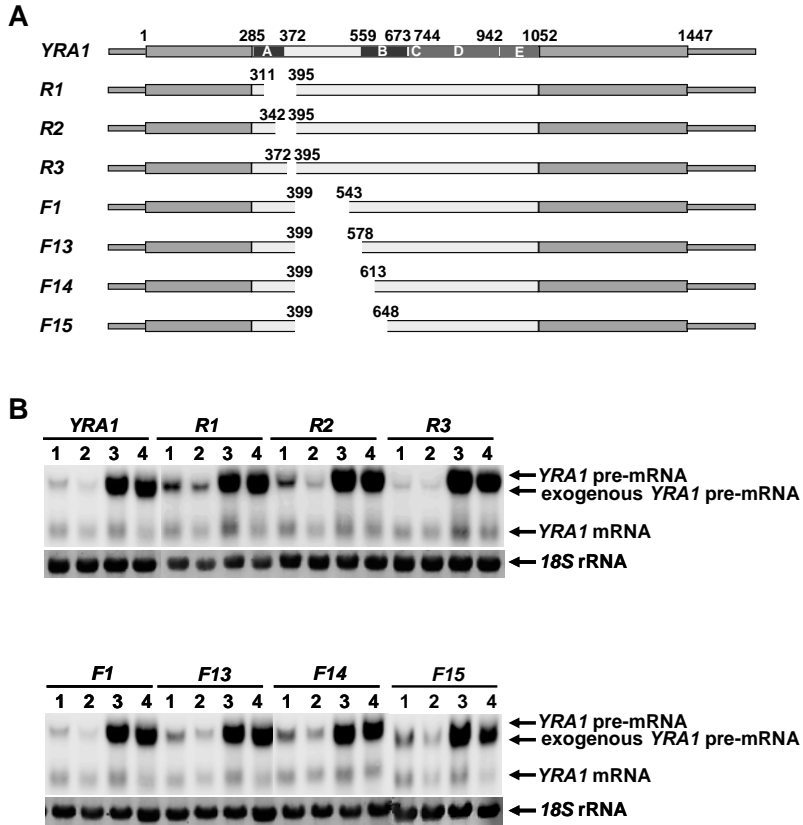 A
1 285 372 559 673 744 942 1052 1447
YRA1 A B C D E
311 395
R1
342 395
R2
372 395
R3
399 543
F1
399 578
F13
399 613
F14
399 648
F15
B
YRA1 R1 R2 R3
1 2 3 4 1 2 3 4 1 2 3 4 1 2 3 4
YRA1 pre-mRNA
exogenous YRA1 pre-mRNA
YRA1 mRNA
18S rRNA
F1 F13 F14 F15
1 2 3 4 1 2 3 4 1 2 3 4 1 2 3 4
YRA1 pre-mRNA
exogenous YRA1 pre-mRNA
YRA1 mRNA
18S rRNA